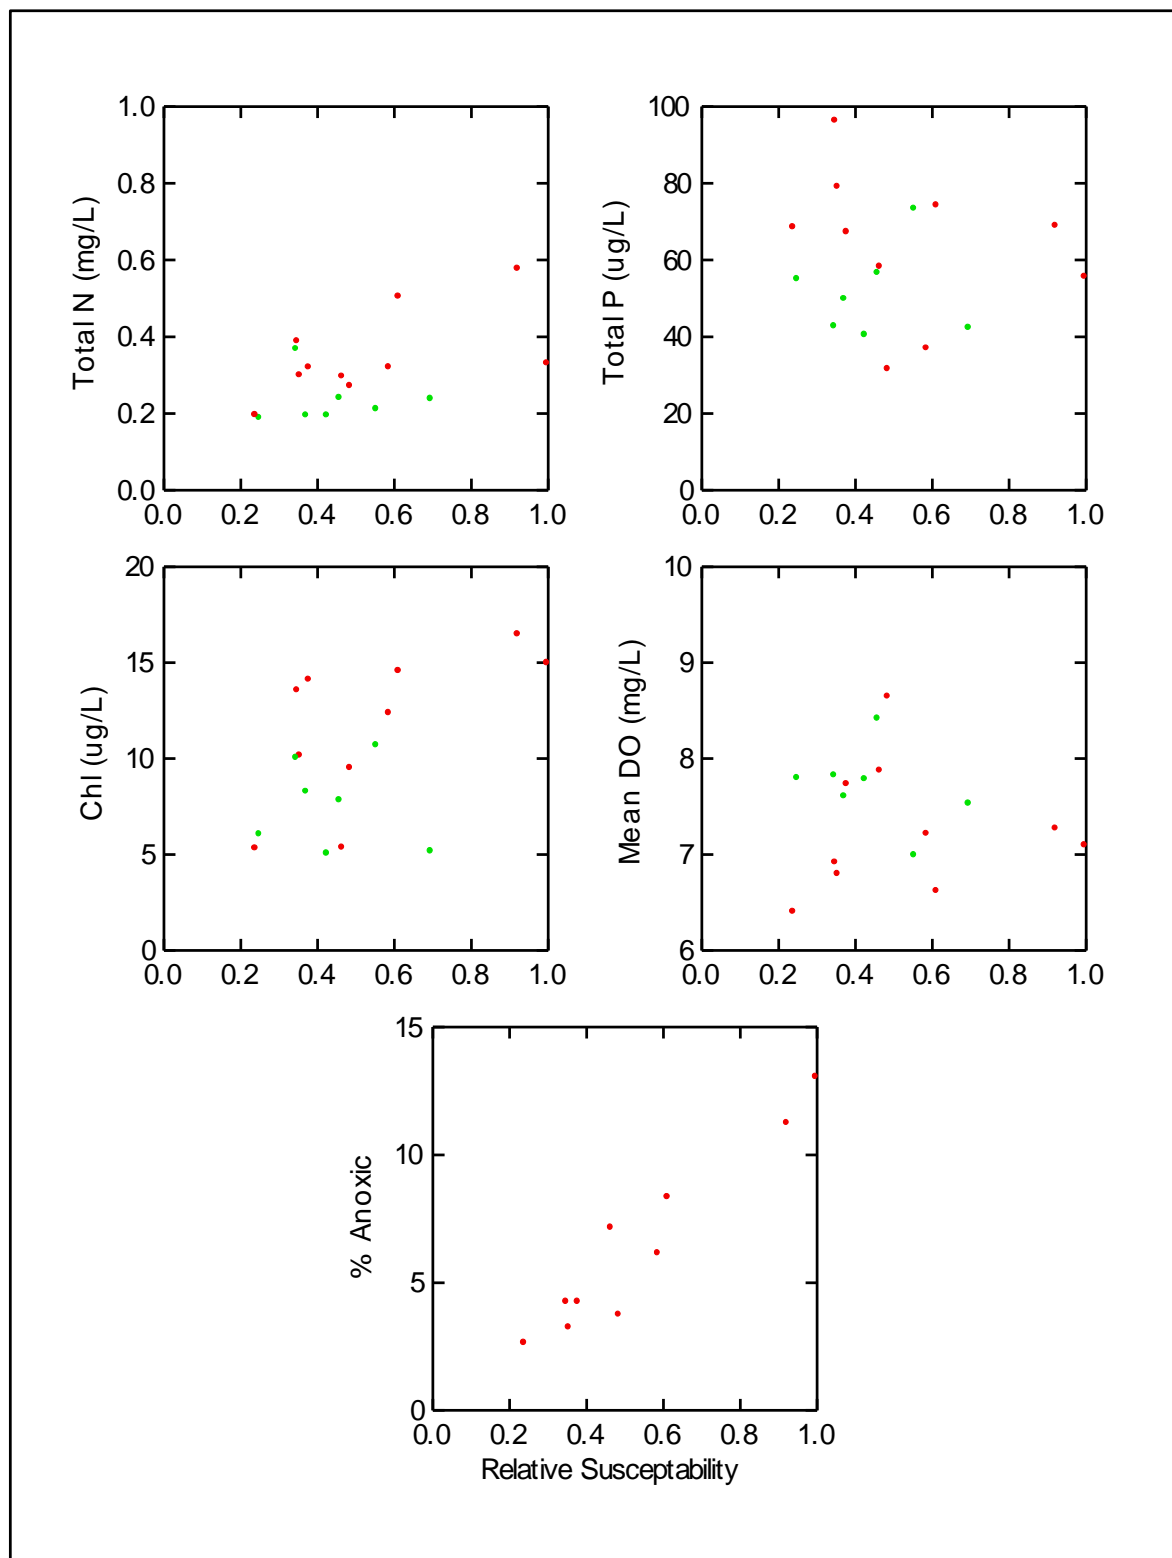 1.0
0.8
0.6
0.4
0.2
0.0
Total N (mg/L)
0.0 0.2 0.4 0.6 0.8 1.0
100
80
60
40
20
0
Total P (ug/L)
0.0 0.2 0.4 0.6 0.8 1.0
20
15
10
5
0
Chl (ug/L)
0.0 0.2 0.4 0.6 0.8 1.0
10
9
8
7
6
Mean DO (mg/L)
0.0 0.2 0.4 0.6 0.8 1.0
15
10
5
0
% Anoxic
0.0 0.2 0.4 0.6 0.8 1.0
Relative Susceptability